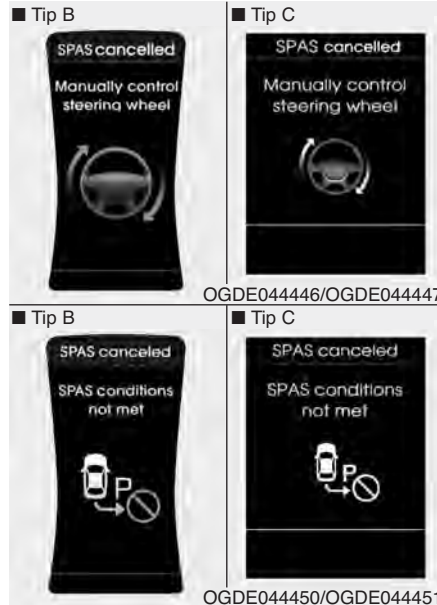 ■ Tip B
■ Tip C
SPAS cancelled
Manually control
steering wheel
SPAS cancelled
Manually control
steering wheel
OGDE044446/OGDE044447
■ Tip B
■ Tip C
SPAS canceled
SPAS conditions
not met
P
SPAS canceled
SPAS conditions
not met
P
OGDE044450/OGDE044451